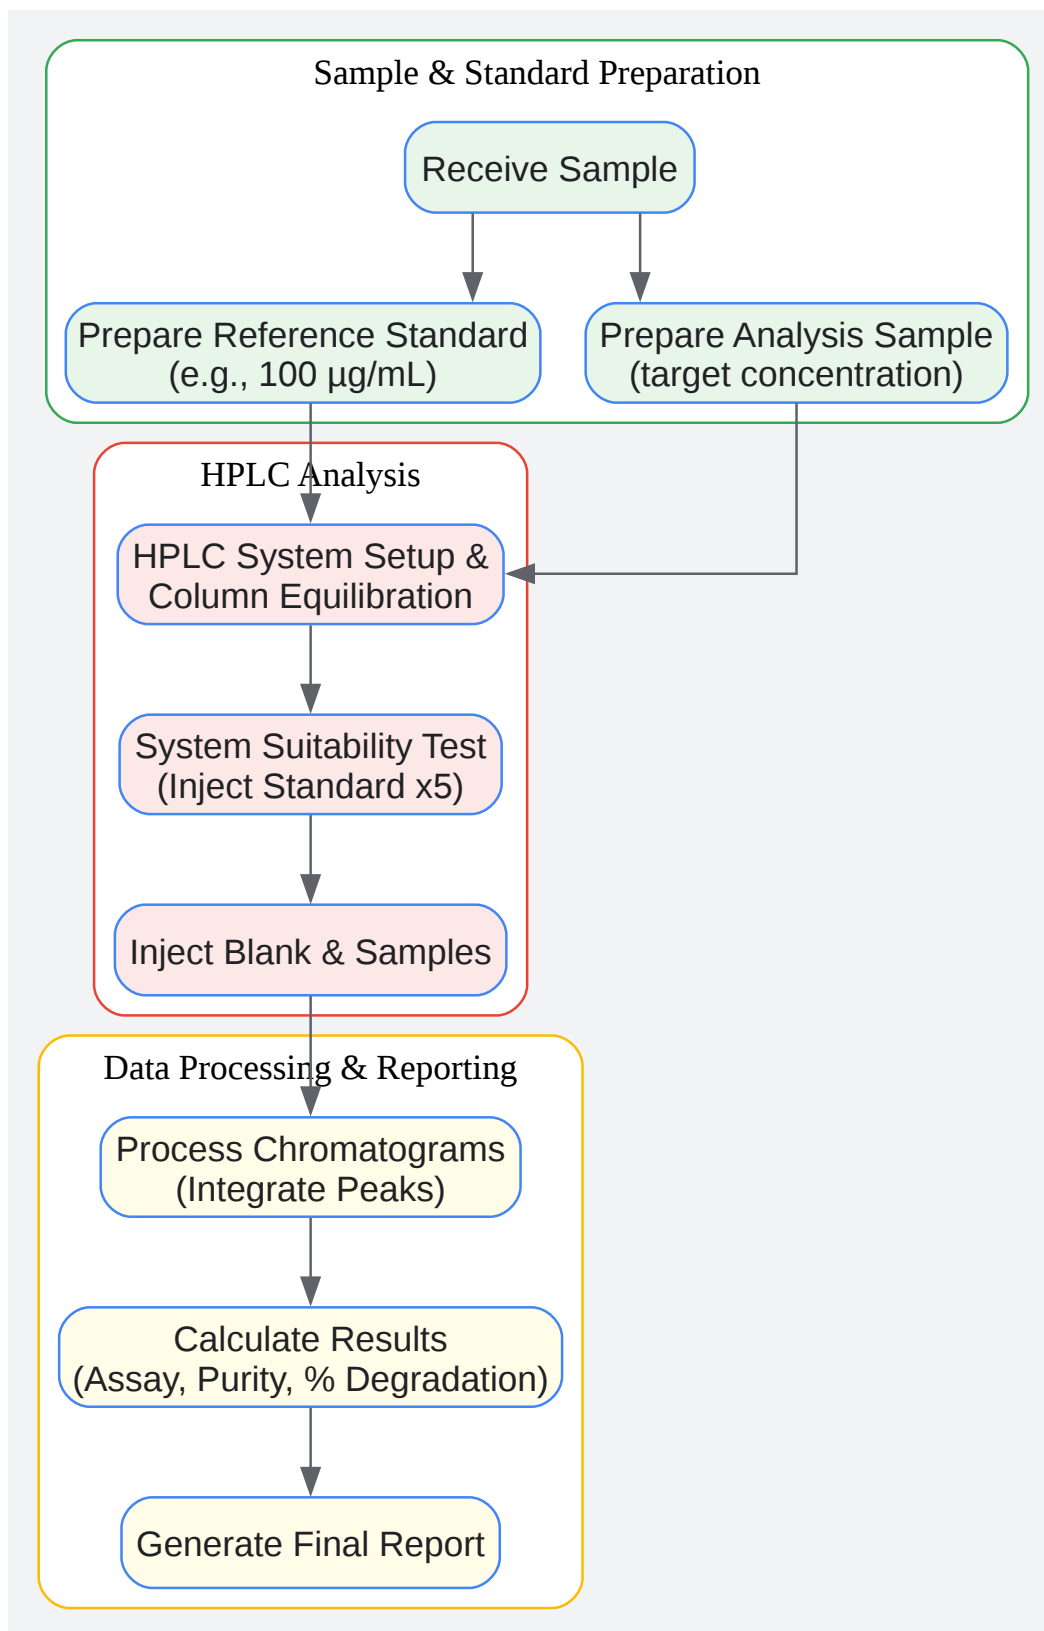 Sample & Standard Preparation
Receive Sample
Prepare Reference Standard
(e.g., 100 µg/mL)
Prepare Analysis Sample
(target concentration)
HPLC Analysis
HPLC System Setup &
Column Equilibration
System Suitability Test
(Inject Standard x5)
Inject Blank & Samples
Data Processing & Reporting
Process Chromatograms
(Integrate Peaks)
Calculate Results
(Assay, Purity, % Degradation)
Generate Final Report